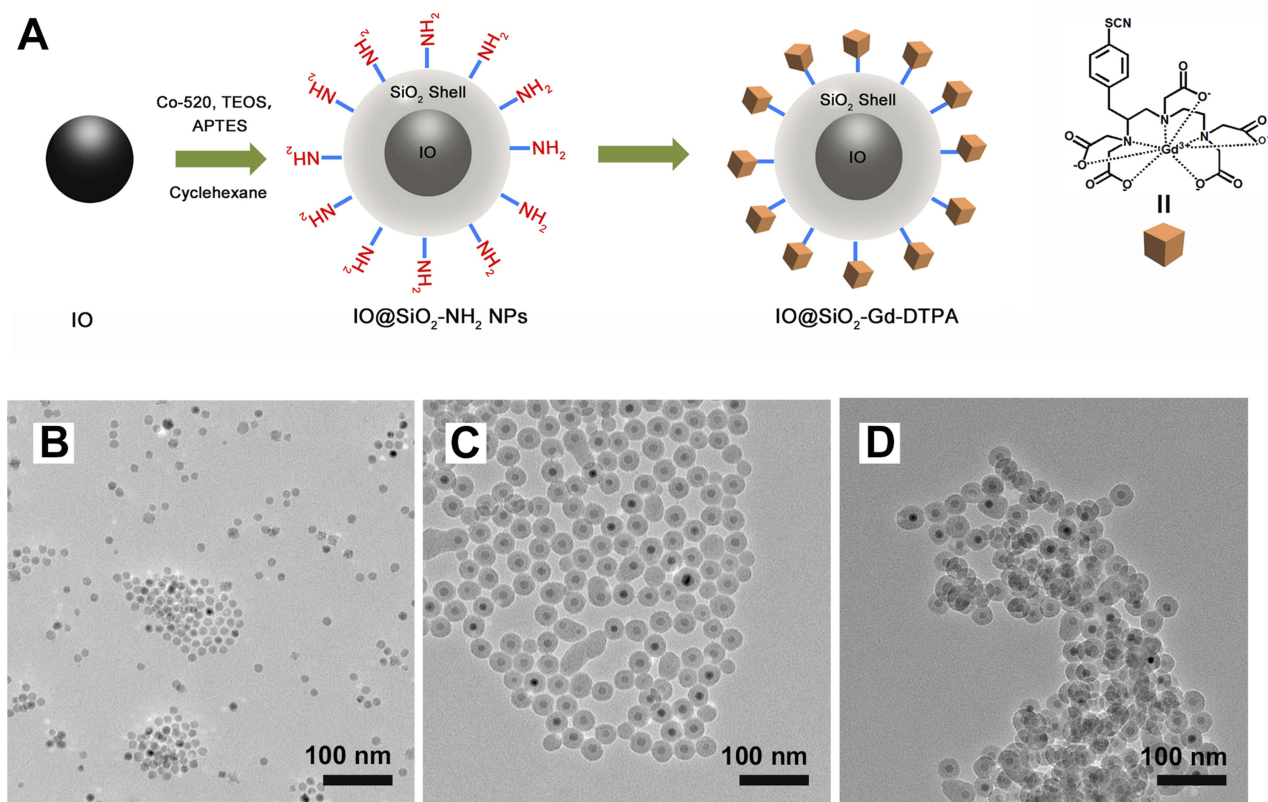 A
Co-520, TEOS,
APTES
Cyclehexane
IO
NH₂
NH₂
NH₂
NH₂
NH₂
NH₂
NH₂
NH₂
NH₂
NH₂
NH₂
NH₂
SiO₂ Shell
IO
IO@SiO₂-NH₂ NPs
SiO₂ Shell
IO
IO@SiO₂-Gd-DTPA
SCN
O
O⁻
N
N
N
Gd³⁺
O
O⁻
O
O⁻
O
O⁻
O
O⁻
=
B
100 nm
C
100 nm
D
100 nm